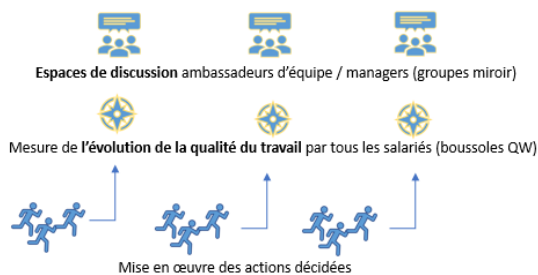 Espaces de discussion ambassadeurs d'équipe / managers (groupes miroir)
Mesure de l'évolution de la qualité du travail par tous les salariés (boussoles QW)
Mise en œuvre des actions décidées